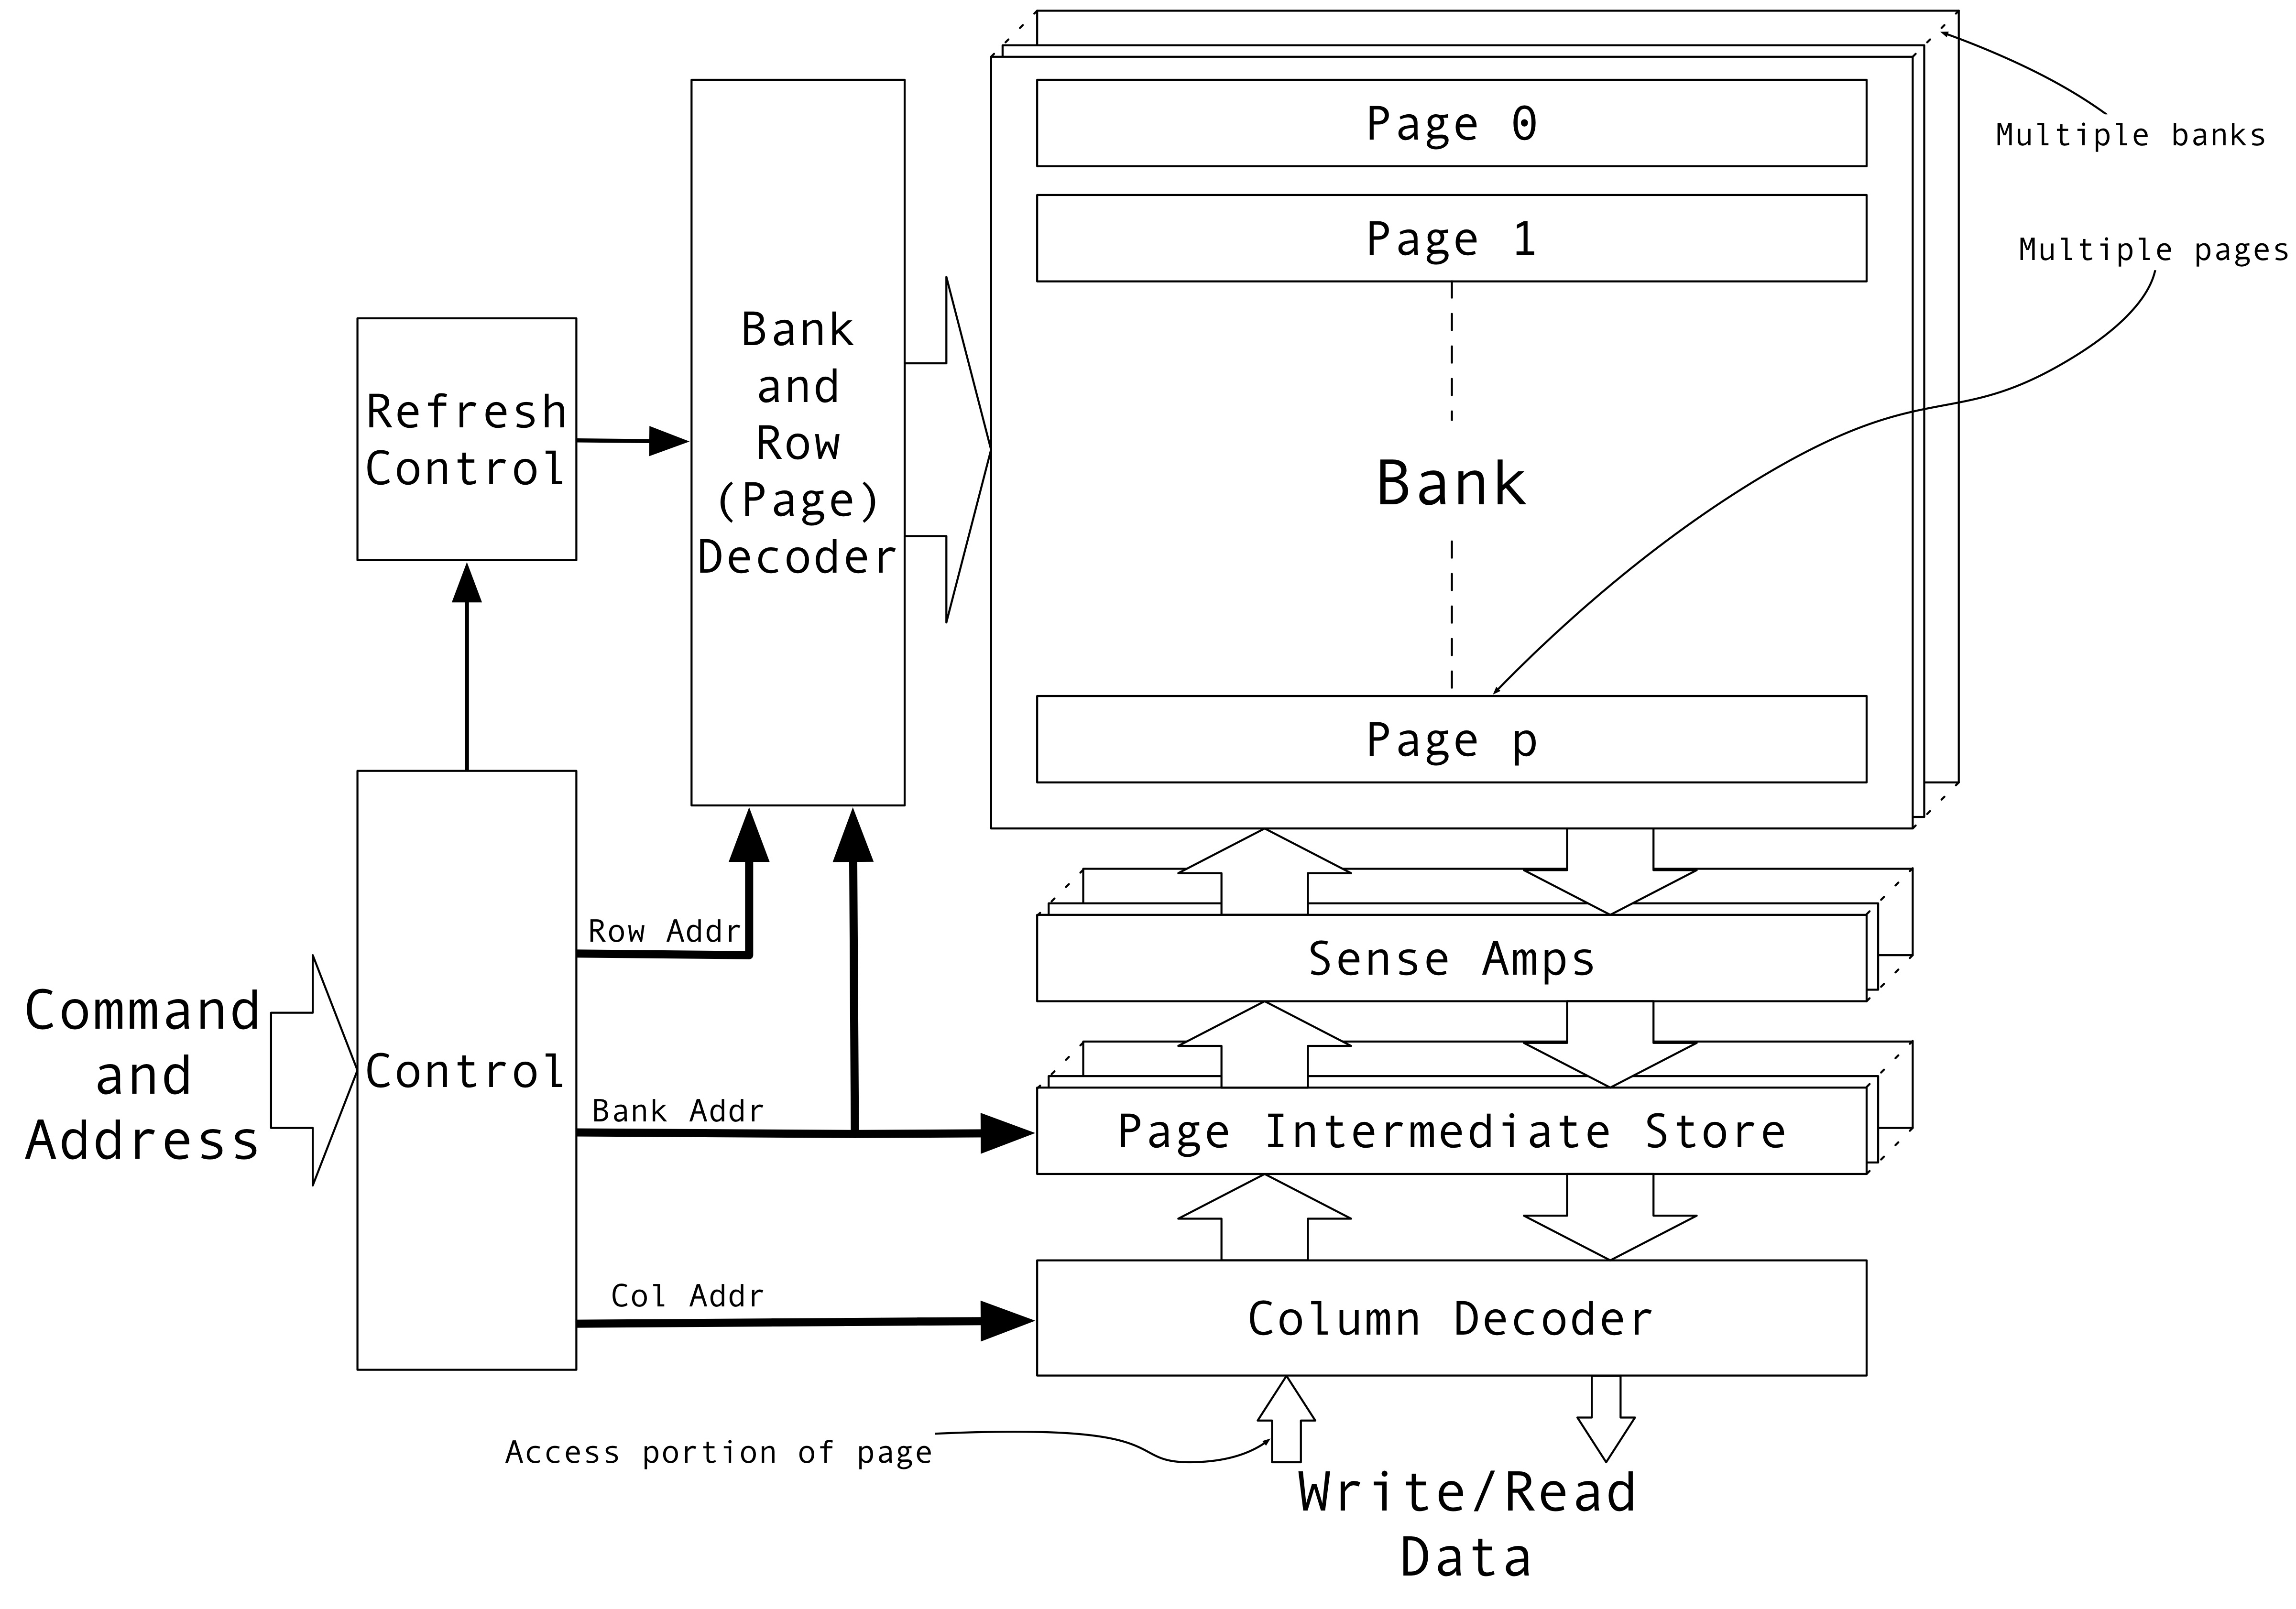 Page 0
Multiple banks
Page 1
Multiple pages
Bank
and
Row
(Page)
Decoder
Refresh
Control
Bank
Page p
Row Addr
Sense Amps
Command
and
Address
Control
Bank Addr
Page Intermediate Store
Col Addr
Column Decoder
Access portion of page
Write/Read
Data